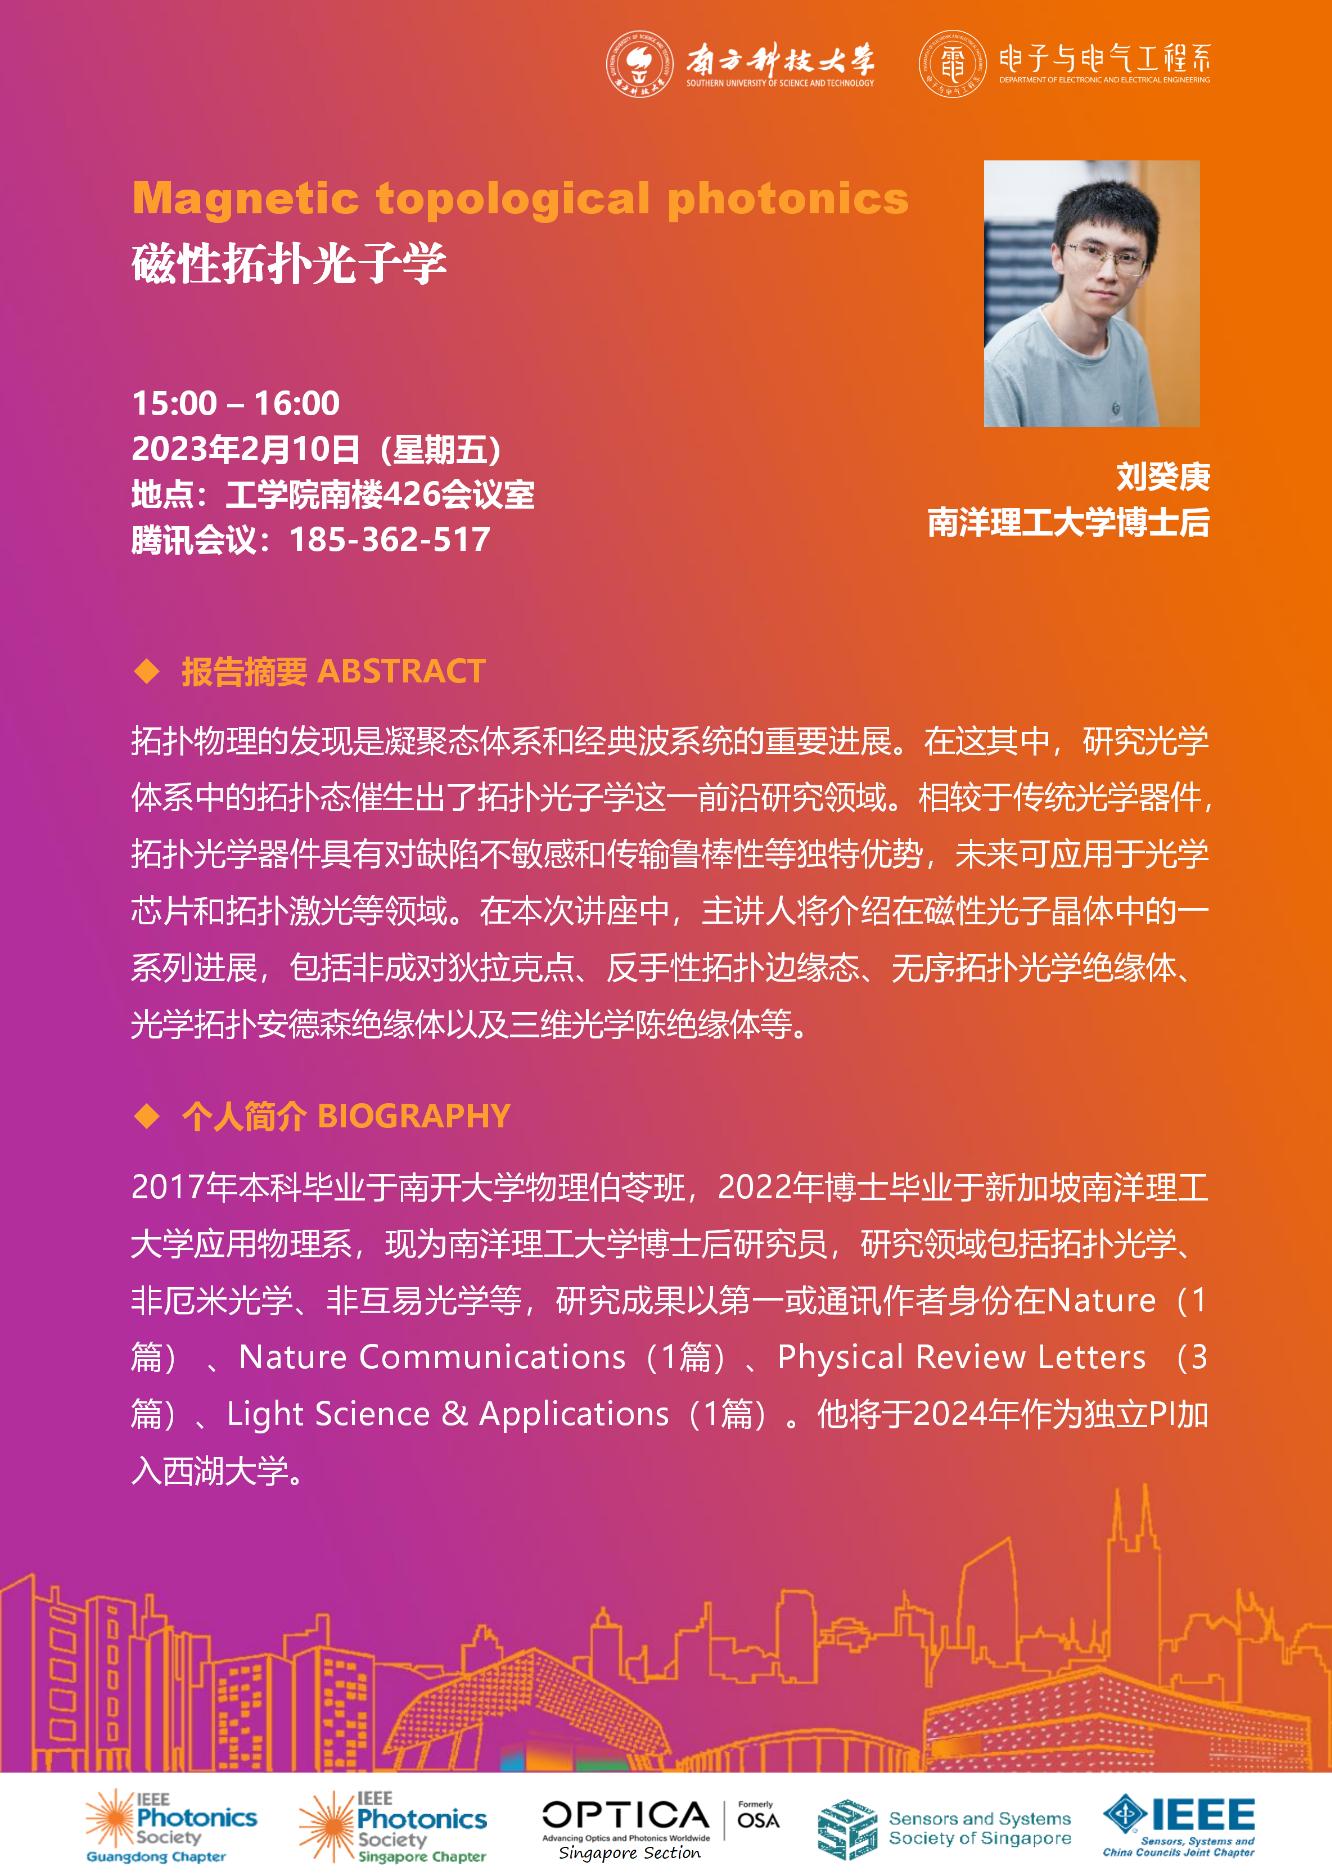 南方科技大学
SOUTHERN UNIVERSITY OF SCIENCE AND TECHNOLOGY
电子与电气工程系
DEPARTMENT OF ELECTRONIC AND ELECTRICAL ENGINEERING
Magnetic topological photonics
磁性拓扑光子学
15:00 – 16:00
2023年2月10日（星期五）
地点：工学院南楼426会议室
腾讯会议：185-362-517
刘癸庚
南洋理工大学博士后
◆ 报告摘要 ABSTRACT
拓扑物理的发现是凝聚态体系和经典波系统的重要进展。在这其中，研究光学
体系中的拓扑态催生出了拓扑光子学这一前沿研究领域。相较于传统光学器件，
拓扑光学器件具有对缺陷不敏感和传输鲁棒性等独特优势，未来可应用于光学
芯片和拓扑激光等领域。在本次讲座中，主讲人将介绍在磁性光子晶体中的一
系列进展，包括非成对狄拉克点、反手性拓扑边缘态、无序拓扑光学绝缘体、
光学拓扑安德森绝缘体以及三维光学陈绝缘体等。
◆ 个人简介 BIOGRAPHY
2017年本科毕业于南开大学物理伯苓班，2022年博士毕业于新加坡南洋理工
大学应用物理系，现为南洋理工大学博士后研究员，研究领域包括拓扑光学、
非厄米光学、非互易光学等，研究成果以第一或通讯作者身份在Nature（1
篇） 、Nature Communications（1篇）、Physical Review Letters （3
篇）、Light Science & Applications（1篇）。他将于2024年作为独立PI加
入西湖大学。
IEEE
Photonics
Society
Guangdong Chapter
IEEE
Photonics
Society
Singapore Chapter
OPTICA
Formerly
OSA
Advancing Optics and Photonics Worldwide
Singapore Section
Sensors and Systems
Society of Singapore
IEEE
Sensors, Systems and
China Councils Joint Chapter